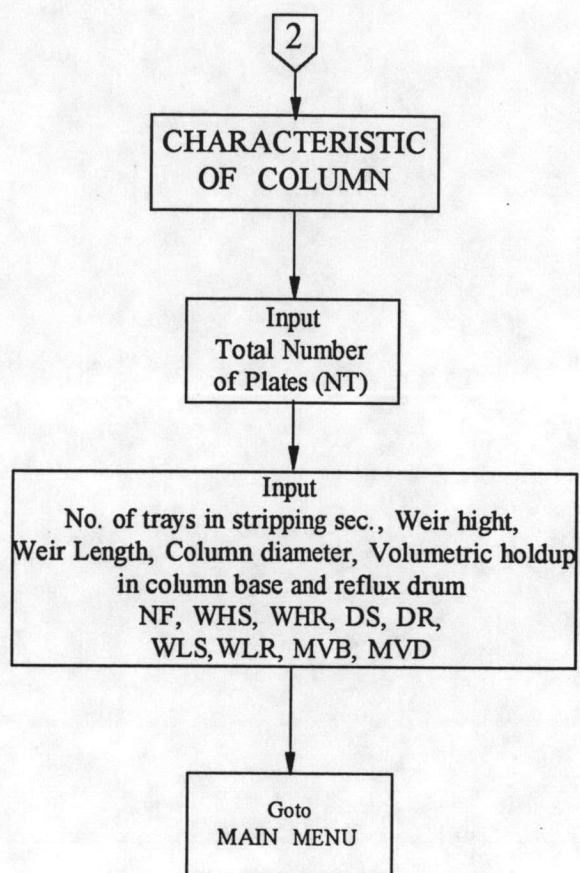 2
CHARACTERISTIC
OF COLUMN
Input
Total Number
of Plates (NT)
Input
No. of trays in stripping sec., Weir hight,
Weir Length, Column diameter, Volumetric holdup
in column base and reflux drum
NF, WHS, WHR, DS, DR,
WLS,WLR, MVB, MVD
Goto
MAIN MENU